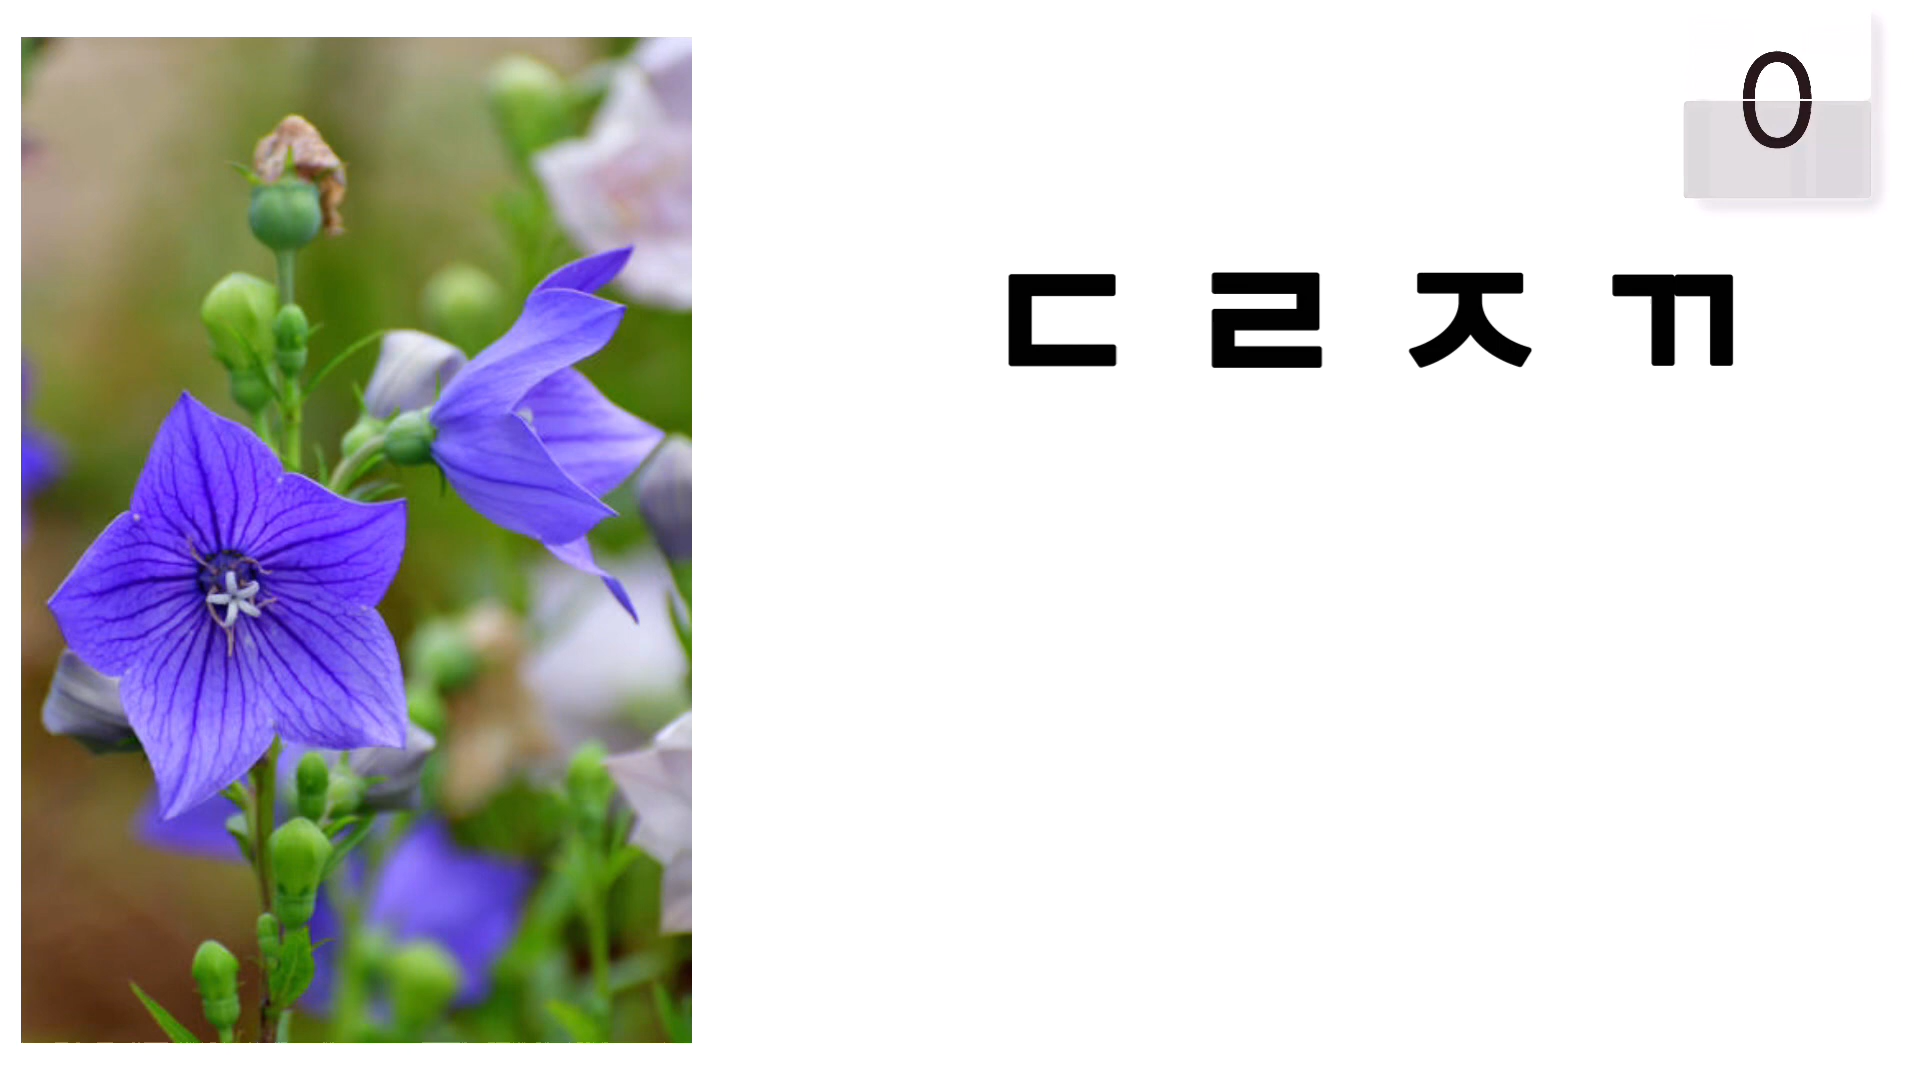 0
ㄷ ㄹ ㅈ ㄲ